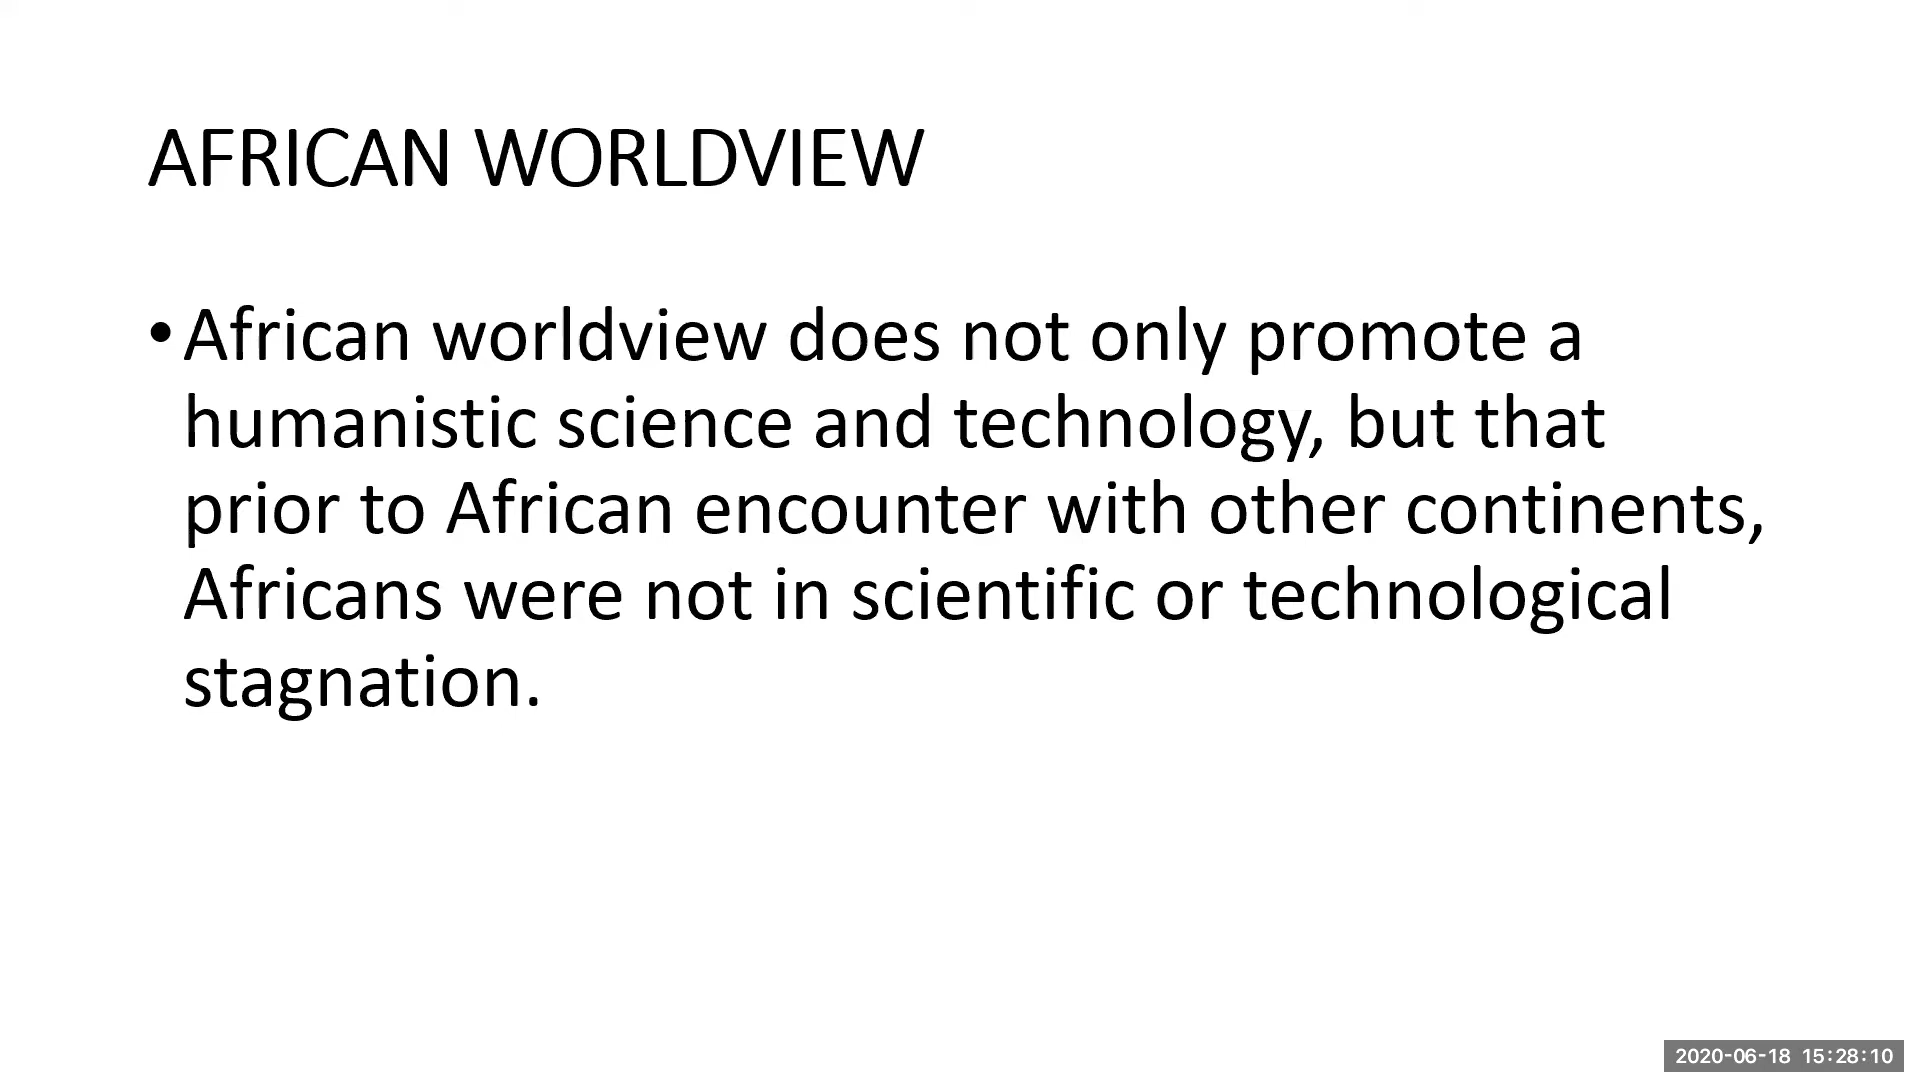 AFRICAN WORLDVIEW
•African worldview does not only promote a
humanistic science and technology, but that
prior to African encounter with other continents,
Africans were not in scientific or technological
stagnation.
2020-06-18 15:28:10